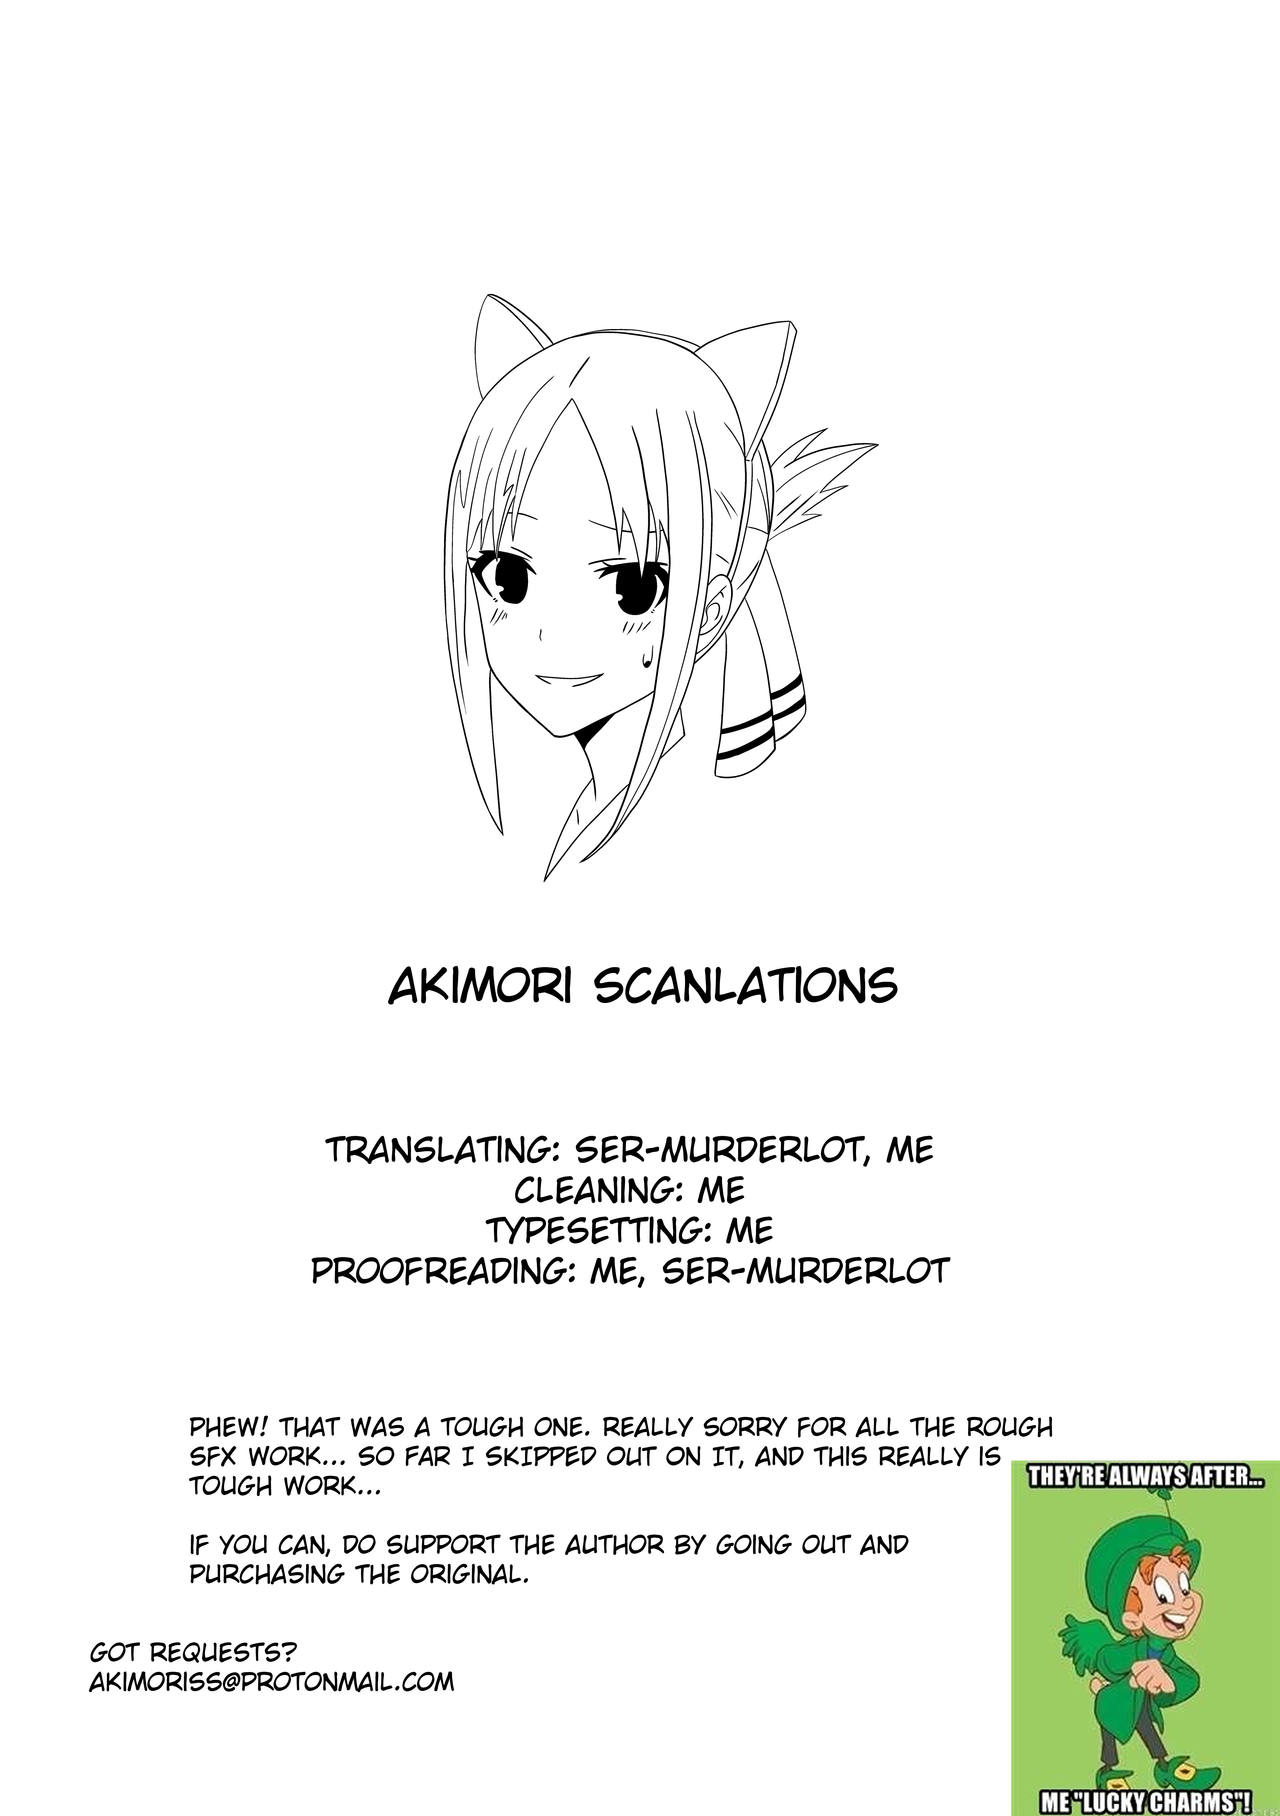 AKIMORI SCANLATIONS
TRANSLATING: SER-MURDERLOT, ME
CLEANING: ME
TYPESETTING: ME
PROOFREADING: ME, SER-MURDERLOT
PHEW! THAT WAS A TOUGH ONE. REALLY SORRY FOR ALL THE ROUGH
SFX WORK... SO FAR I SKIPPED OUT ON IT, AND THIS REALLY IS
TOUGH WORK...
IF YOU CAN, DO SUPPORT THE AUTHOR BY GOING OUT AND
PURCHASING THE ORIGINAL.
GOT REQUESTS?
AKIMORISS@PROTONMAIL.COM
THEY'RE ALWAYS AFTER...
ME "LUCKY CHARMS"!